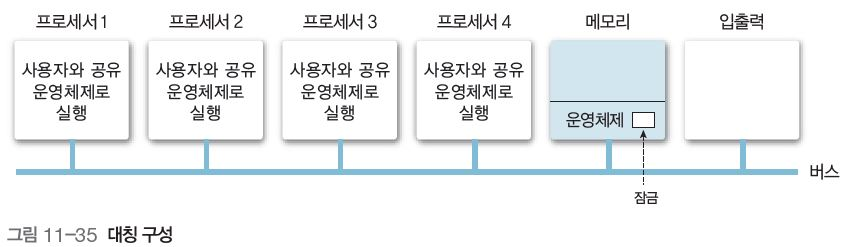 프로세서 1
프로세서 2
프로세서 3
프로세서 4
메모리
입출력
사용자와 공유
운영체제로
실행
사용자와 공유
운영체제로
실행
사용자와 공유
운영체제로
실행
사용자와 공유
운영체제로
실행
운영체제
버스
잠금
그림 11-35 대칭 구성